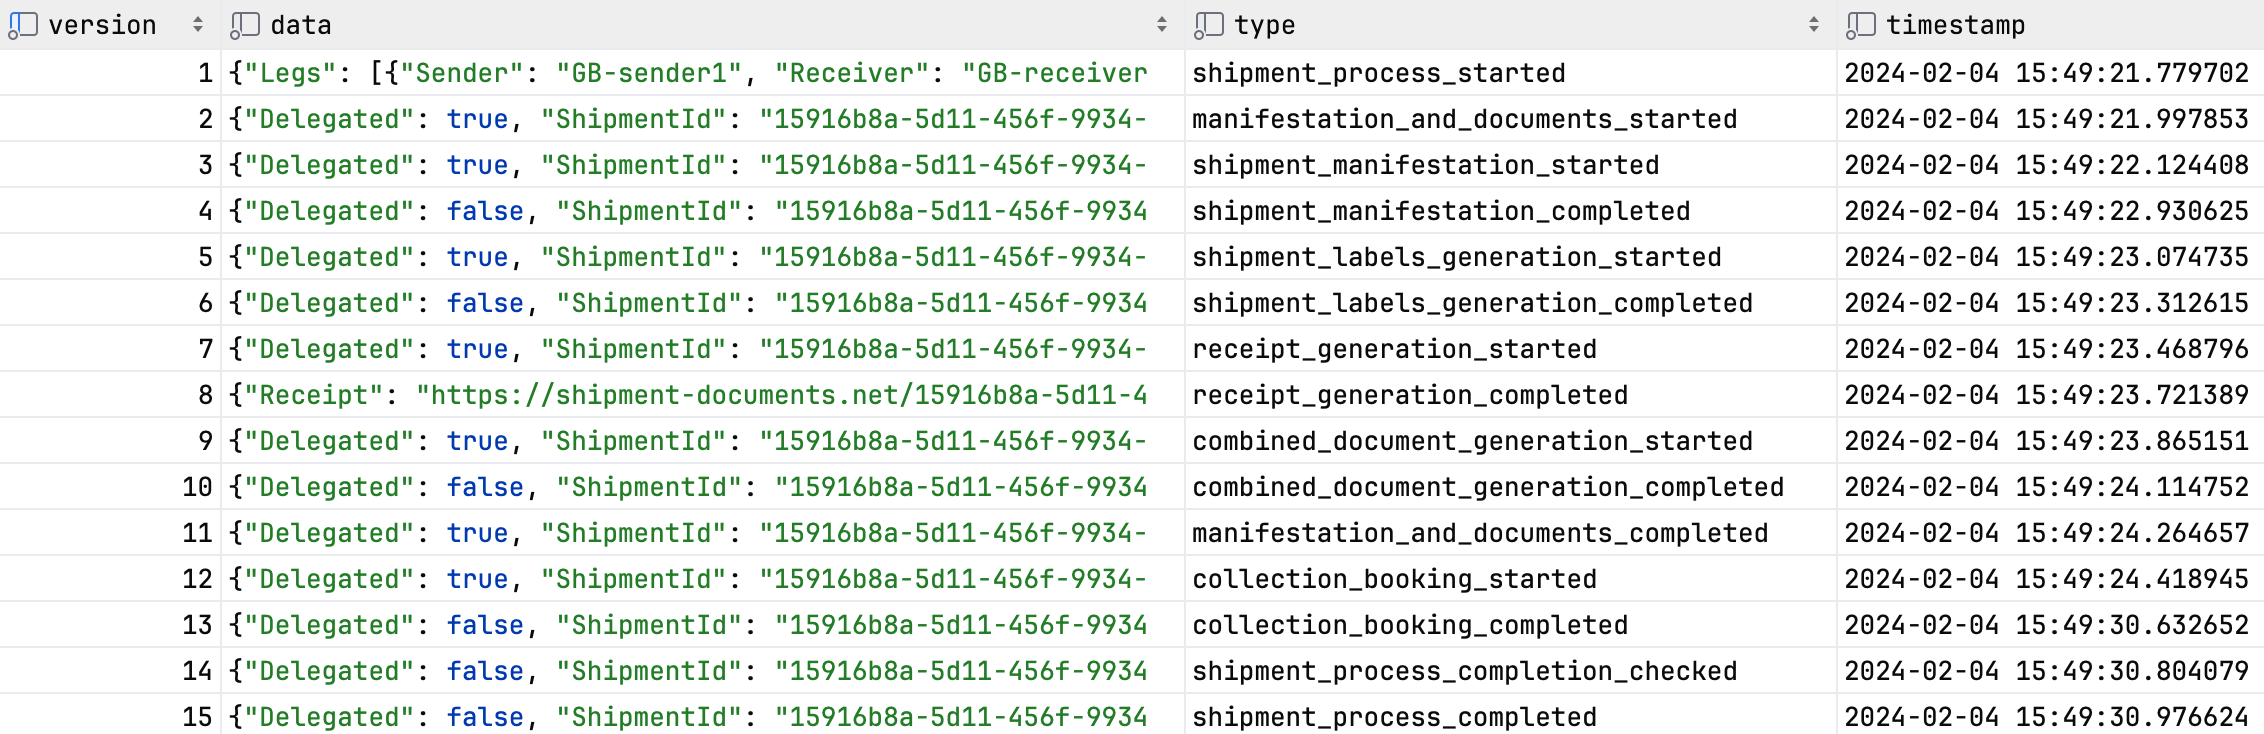 version data type timestamp
1 {"Legs": [{"Sender": "GB-sender1", "Receiver": "GB-receiver shipment_process_started 2024-02-04 15:49:21.779702
2 {"Delegated": true, "ShipmentId": "15916b8a-5d11-456f-9934- manifestation_and_documents_started 2024-02-04 15:49:21.997853
3 {"Delegated": true, "ShipmentId": "15916b8a-5d11-456f-9934- shipment_manifestation_started 2024-02-04 15:49:22.124408
4 {"Delegated": false, "ShipmentId": "15916b8a-5d11-456f-9934 shipment_manifestation_completed 2024-02-04 15:49:22.930625
5 {"Delegated": true, "ShipmentId": "15916b8a-5d11-456f-9934- shipment_labels_generation_started 2024-02-04 15:49:23.074735
6 {"Delegated": false, "ShipmentId": "15916b8a-5d11-456f-9934 shipment_labels_generation_completed 2024-02-04 15:49:23.312615
7 {"Delegated": true, "ShipmentId": "15916b8a-5d11-456f-9934- receipt_generation_started 2024-02-04 15:49:23.468796
8 {"Receipt": "https://shipment-documents.net/15916b8a-5d11-4 receipt_generation_completed 2024-02-04 15:49:23.721389
9 {"Delegated": true, "ShipmentId": "15916b8a-5d11-456f-9934- combined_document_generation_started 2024-02-04 15:49:23.865151
10 {"Delegated": false, "ShipmentId": "15916b8a-5d11-456f-9934 combined_document_generation_completed 2024-02-04 15:49:24.114752
11 {"Delegated": true, "ShipmentId": "15916b8a-5d11-456f-9934- manifestation_and_documents_completed 2024-02-04 15:49:24.264657
12 {"Delegated": true, "ShipmentId": "15916b8a-5d11-456f-9934- collection_booking_started 2024-02-04 15:49:24.418945
13 {"Delegated": false, "ShipmentId": "15916b8a-5d11-456f-9934 collection_booking_completed 2024-02-04 15:49:30.632652
14 {"Delegated": false, "ShipmentId": "15916b8a-5d11-456f-9934 shipment_process_completion_checked 2024-02-04 15:49:30.804079
15 {"Delegated": false, "ShipmentId": "15916b8a-5d11-456f-9934 shipment_process_completed 2024-02-04 15:49:30.976624